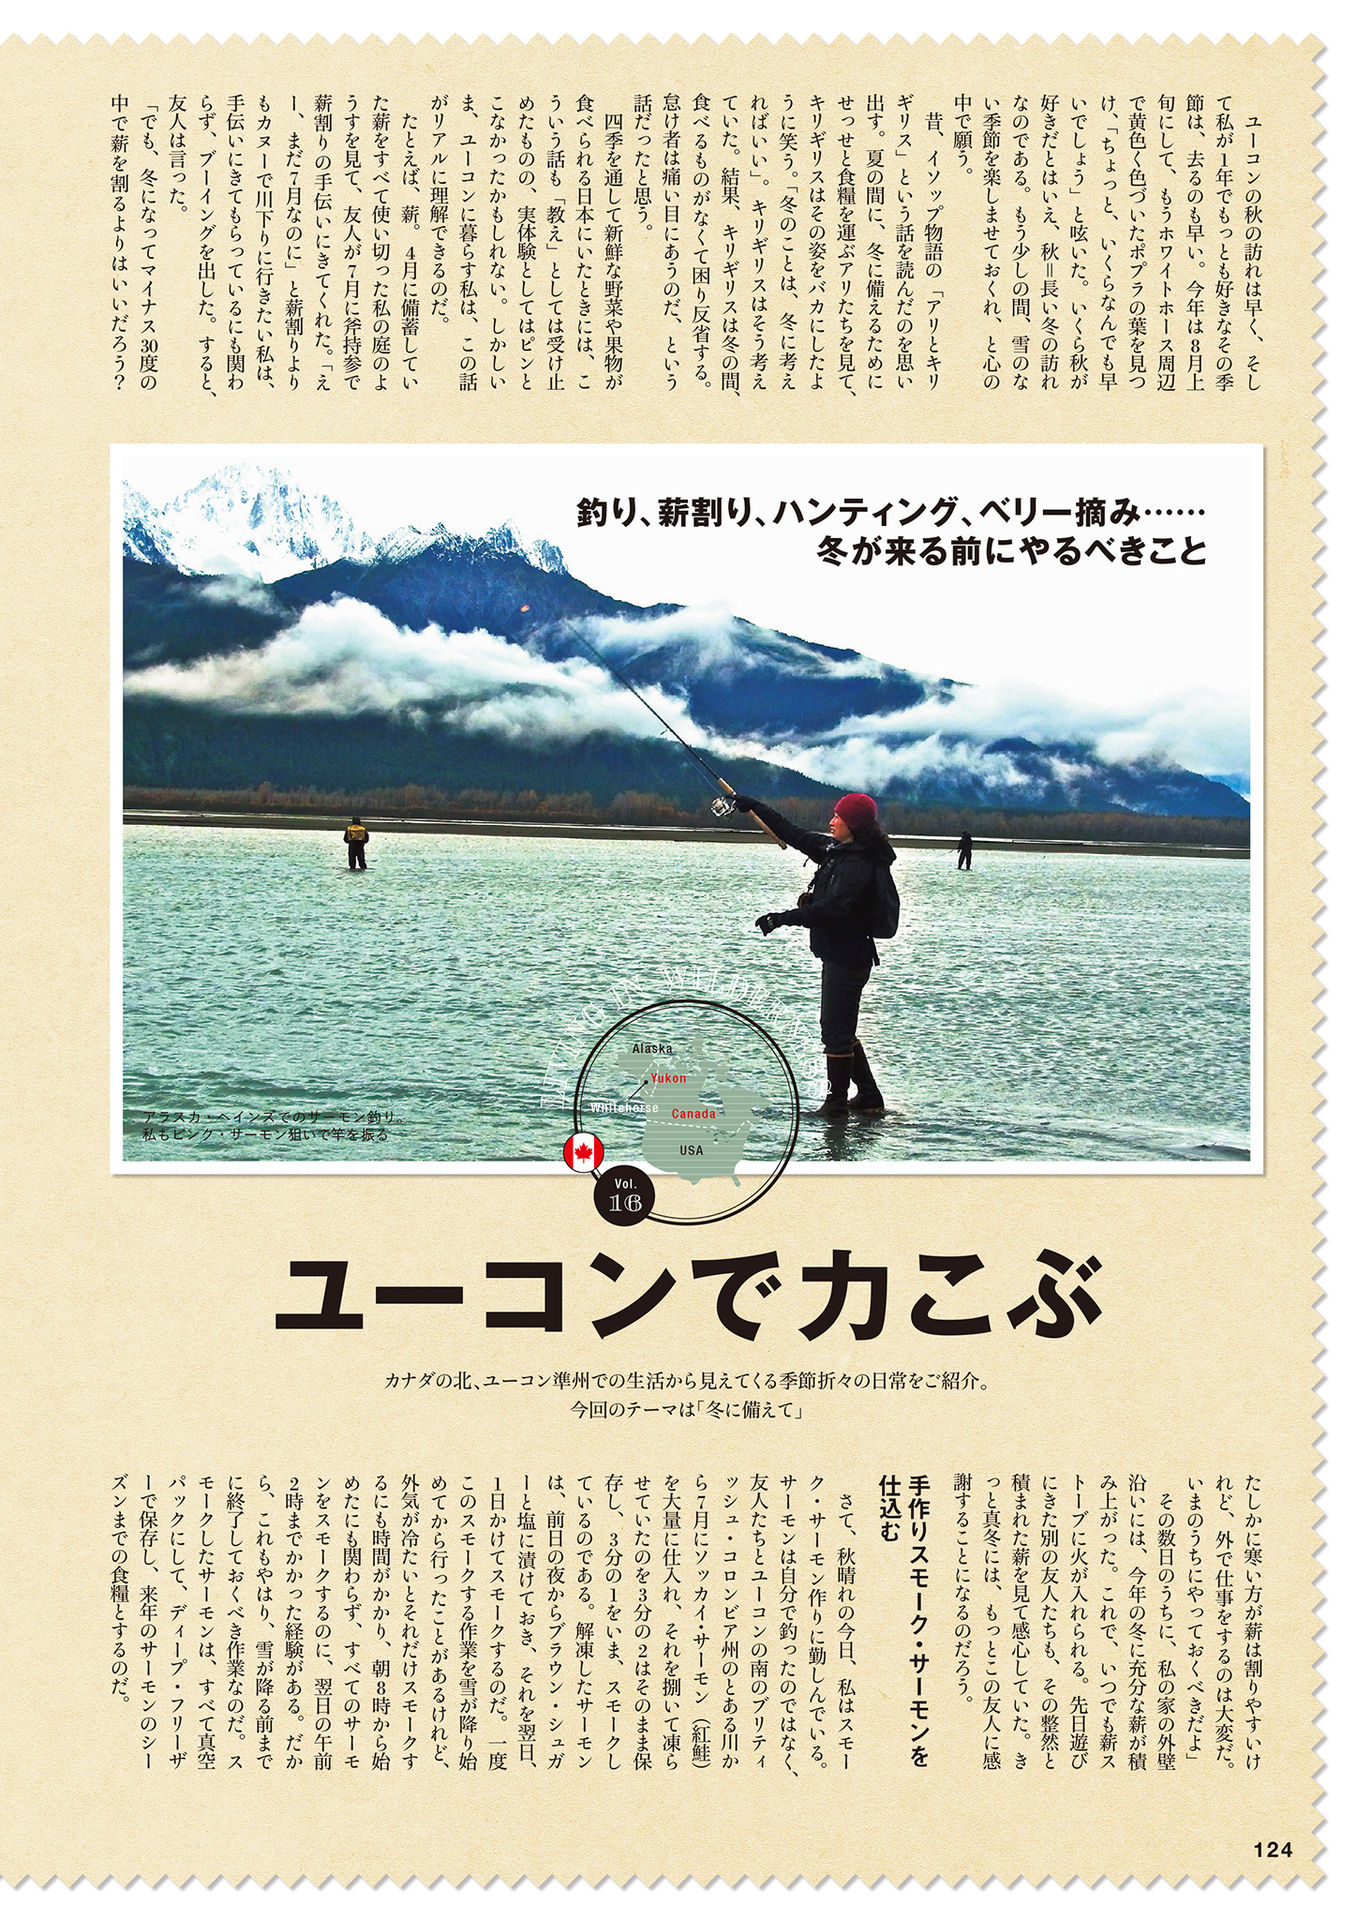 ユーコンの秋の訪れは早く、そし
て私が1年でもっとも好きなその季
節は、去るのも早い。今年は8月上
旬にして、もうホワイトホース周辺
で黄色く色づいたポプラの葉を見つ
け、「ちょっと、いくらなんでも早
いでしょう」と呟いた。いくら秋が
好きだとはいえ、秋＝長い冬の訪れ
なのである。もう少しの間、雪のな
い季節を楽しませておくれ、と心の
中で願う。
昔、イソップ物語の「アリとキリ
ギリス」という話を読んだのを思い
出す。夏の間に、冬に備えるために
せっせと食糧を運ぶアリたちを見て、
キリギリスはその姿をバカにしたよ
うに笑う。「冬のことは、冬に考え
ればいい」。キリギリスはそう考え
ていた。結果、キリギリスは冬の間、
食べるものがなくて困り反省する。
怠け者は痛い目にあうのだ、という
話だったと思う。
四季を通して新鮮な野菜や果物が
食べられる日本にいたときには、こ
ういう話も「教え」としては受け止
めたものの、実体験としてはピンと
こなかったかもしれない。しかしい
ま、ユーコンに暮らす私は、この話
がリアルに理解できるのだ。
たとえば、薪。4月に備蓄してい
た薪をすべて使い切った私の庭のよ
うすを見て、友人が7月に斧持参で
薪割りの手伝いにきてくれた。「え
ー、まだ7月なのに」と薪割りより
もカヌーで川下りに行きたい私は、
手伝いにきてもらっているにも関わ
らず、ブーイングを出した。すると、
友人は言った。
「でも、冬になってマイナス30度の
中で薪を割るよりはいいだろう？
釣り、薪割り、ハンティング、ベリー摘み……
冬が来る前にやるべきこと
アラスカ・ヘインズでのサーモン釣り。
私もピンク・サーモン狙いで竿を振る
Alaska
Yukon
Whitehorse
Canada
USA
Vol.
16
ユーコンで力こぶ
カナダの北、ユーコン準州での生活から見えてくる季節折々の日常をご紹介。
今回のテーマは「冬に備えて」
たしかに寒い方が薪は割りやすいけ
れど、外で仕事をするのは大変だ。
いまのうちにやっておくべきだよ」
その数日のうちに、私の家の外壁
沿いには、今年の冬に充分な薪が積
み上がった。これで、いつでも薪ス
トーブに火が入れられる。先日遊び
にきた別の友人たちも、その整然と
積まれた薪を見て感心していた。き
っと真冬には、もっとこの友人に感
謝することになるのだろう。
手作りスモーク・サーモンを
仕込む
さて、秋晴れの今日、私はスモー
ク・サーモン作りに勤しんでいる。
サーモンは自分で釣ったのではなく、
友人たちとユーコンの南のブリティ
ッシュ・コロンビア州のとある川か
ら7月にソッカイ・サーモン（紅鮭）
を大量に仕入れ、それを捌いて凍ら
せていたのを3分の2はそのまま保
存し、3分の1をいま、スモークし
ているのである。解凍したサーモン
は、前日の夜からブラウン・シュガ
ーと塩に漬けておき、それを翌日、
1日かけてスモークするのだ。一度
このスモークする作業を雪が降り始
めてから行ったことがあるけれど、
外気が冷たいとそれだけスモークす
るにも時間がかかり、朝8時から始
めたにも関わらず、すべてのサーモ
ンをスモークするのに、翌日の午前
2時までかかった経験がある。だか
ら、これもやはり、雪が降る前まで
に終了しておくべき作業なのだ。ス
モークしたサーモンは、すべて真空
パックにして、ディープ・フリーザ
ーで保存し、来年のサーモンのシー
ズンまでの食糧とするのだ。
124